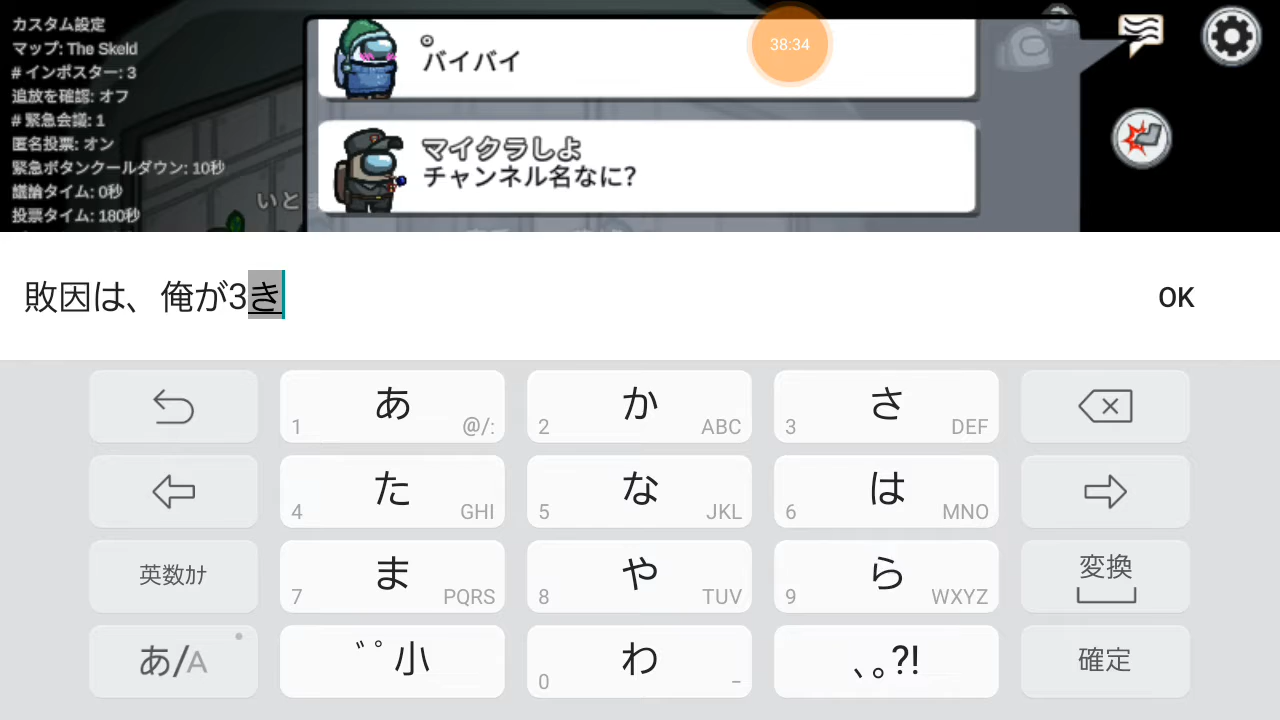 カスタム設定
マップ: The Skeld
# インポスター: 3
追放を確認: オフ
# 緊急会議: 1
匿名投票: オン
緊急ボタンクールダウン: 10秒
議論タイム: 0秒
投票タイム: 180秒
バイバイ
マイクラしよ
チャンネル名なに?
38:34
いと
敗因は、俺が3き
OK
1 あ @/:
2 か ABC
3 さ DEF
4 た GHI
5 な JKL
6 は MNO
英数カナ
7 ま PQRS
8 や TUV
9 ら WXYZ
変換
あ/A
゛゜小
0 わ ー
、。?!
確定